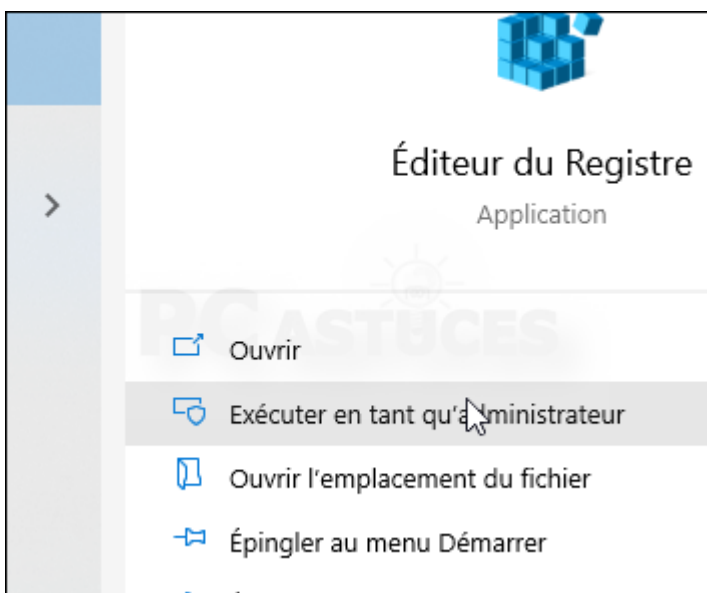 Éditeur du Registre
Application
PC ASTUCES
Ouvrir
Exécuter en tant qu'administrateur
Ouvrir l'emplacement du fichier
Épingler au menu Démarrer